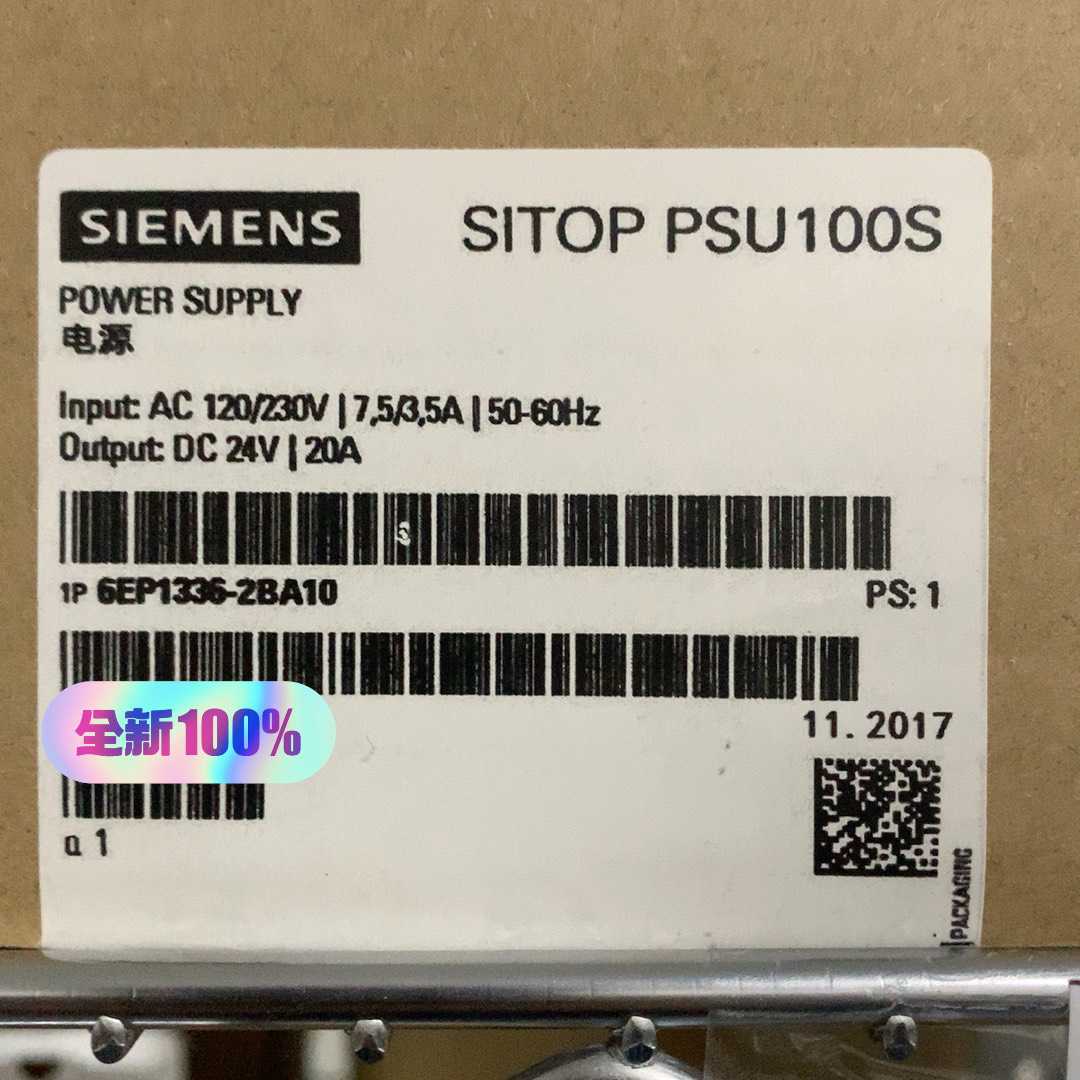 SIEMENS SITOP PSU100S
POWER SUPPLY
电源
Input: AC 120/230V | 7,5/3,5A | 50-60Hz
Output: DC 24V | 20A
1P 6EP1336-2BA10 PS: 1
全新100%
11.2017
Q 1
PACKAGING